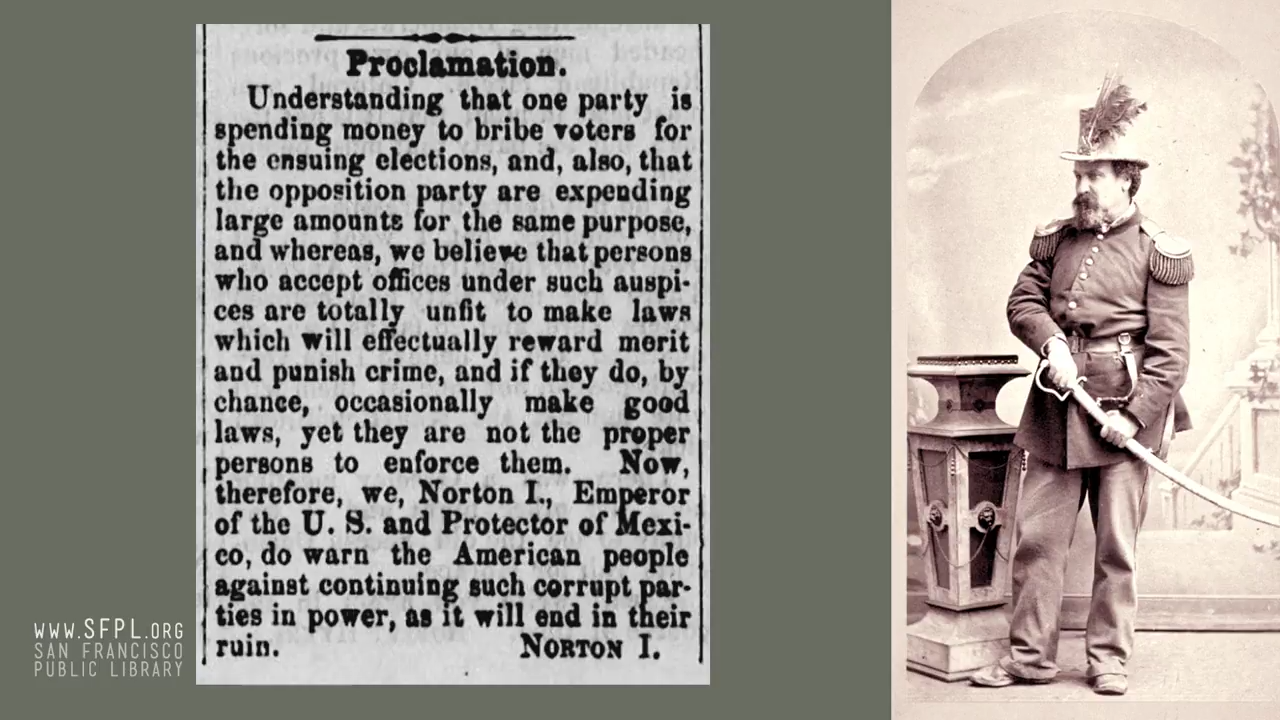 Proclamation.
Understanding that one party is
spending money to bribe voters for
the ensuing elections, and, also, that
the opposition party are expending
large amounts for the same purpose,
and whereas, we believe that persons
who accept offices under such auspi-
ces are totally unfit to make laws
which will effectually reward merit
and punish crime, and if they do, by
chance, occasionally make good
laws, yet they are not the proper
persons to enforce them. Now,
therefore, we, Norton I., Emperor
of the U. S. and Protector of Mexi-
co, do warn the American people
against continuing such corrupt par-
ties in power, as it will end in their
ruin. NORTON I.
WWW.SFPL.ORG
SAN FRANCISCO
PUBLIC LIBRARY